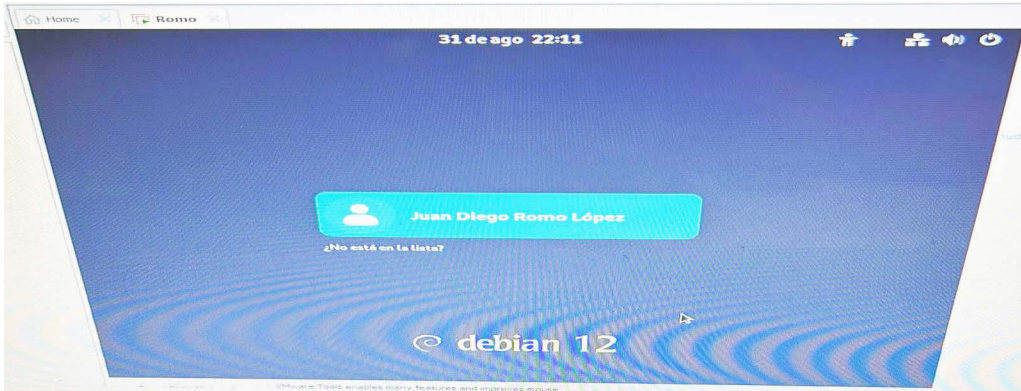 Home
Romo
31 de ago 22:11
Juan Diego Romo López
¿No está en la lista?
debian 12
VMware Tools enables many features and improves mouse